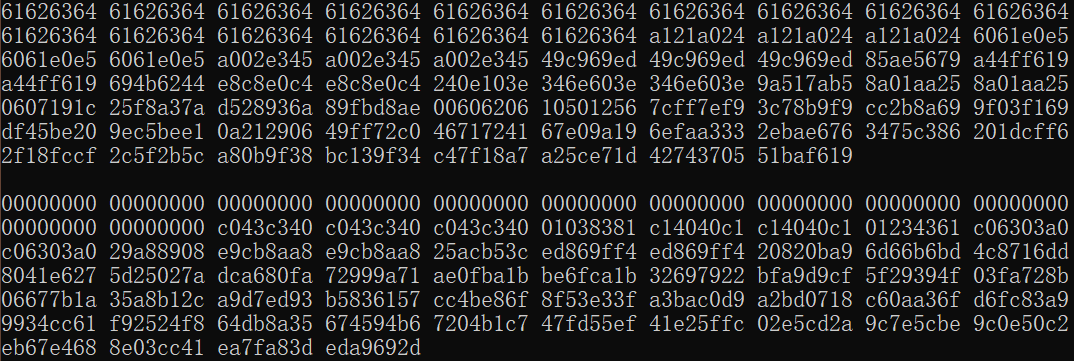 61626364 61626364 61626364 61626364 61626364 61626364 61626364 61626364 61626364 61626364
61626364 61626364 61626364 61626364 61626364 61626364 a121a024 a121a024 a121a024 6061e0e5
6061e0e5 6061e0e5 a002e345 a002e345 a002e345 49c969ed 49c969ed 49c969ed 85ae5679 a44ff619
a44ff619 694b6244 e8c8e0c4 e8c8e0c4 240e103e 346e603e 346e603e 9a517ab5 8a01aa25 8a01aa25
0607191c 25f8a37a d528936a 89fbd8ae 00606206 10501256 7cff7ef9 3c78b9f9 cc2b8a69 9f03f169
df45be20 9ec5bee1 0a212906 49ff72c0 46717241 67e09a19 6efaa333 2ebae676 3475c386 201dcff6
2f18fccf 2c5f2b5c a80b9f38 bc139f34 c47f18a7 a25ce71d 42743705 51baf619

00000000 00000000 00000000 00000000 00000000 00000000 00000000 00000000 00000000 00000000
00000000 00000000 c043c340 c043c340 c043c340 01038381 c14040c1 c14040c1 01234361 c06303a0
c06303a0 29a88908 e9cb8aa8 e9cb8aa8 25acb53c ed869ff4 ed869ff4 20820ba9 6d66b6bd 4c8716dd
8041e627 5d25027a dca680fa 72999a71 ae0fba1b be6fca1b 32697922 bfa9d9cf 5f29394f 03fa728b
06677b1a 35a8b12c a9d7ed93 b5836157 cc4be86f 8f53e33f a3bac0d9 a2bd0718 c60aa36f d6fc83a9
9934cc61 f92524f8 64db8a35 674594b6 7204b1c7 47fd55ef 41e25ffc 02e5cd2a 9c7e5cbe 9c0e50c2
eb67e468 8e03cc41 ea7fa83d eda9692d